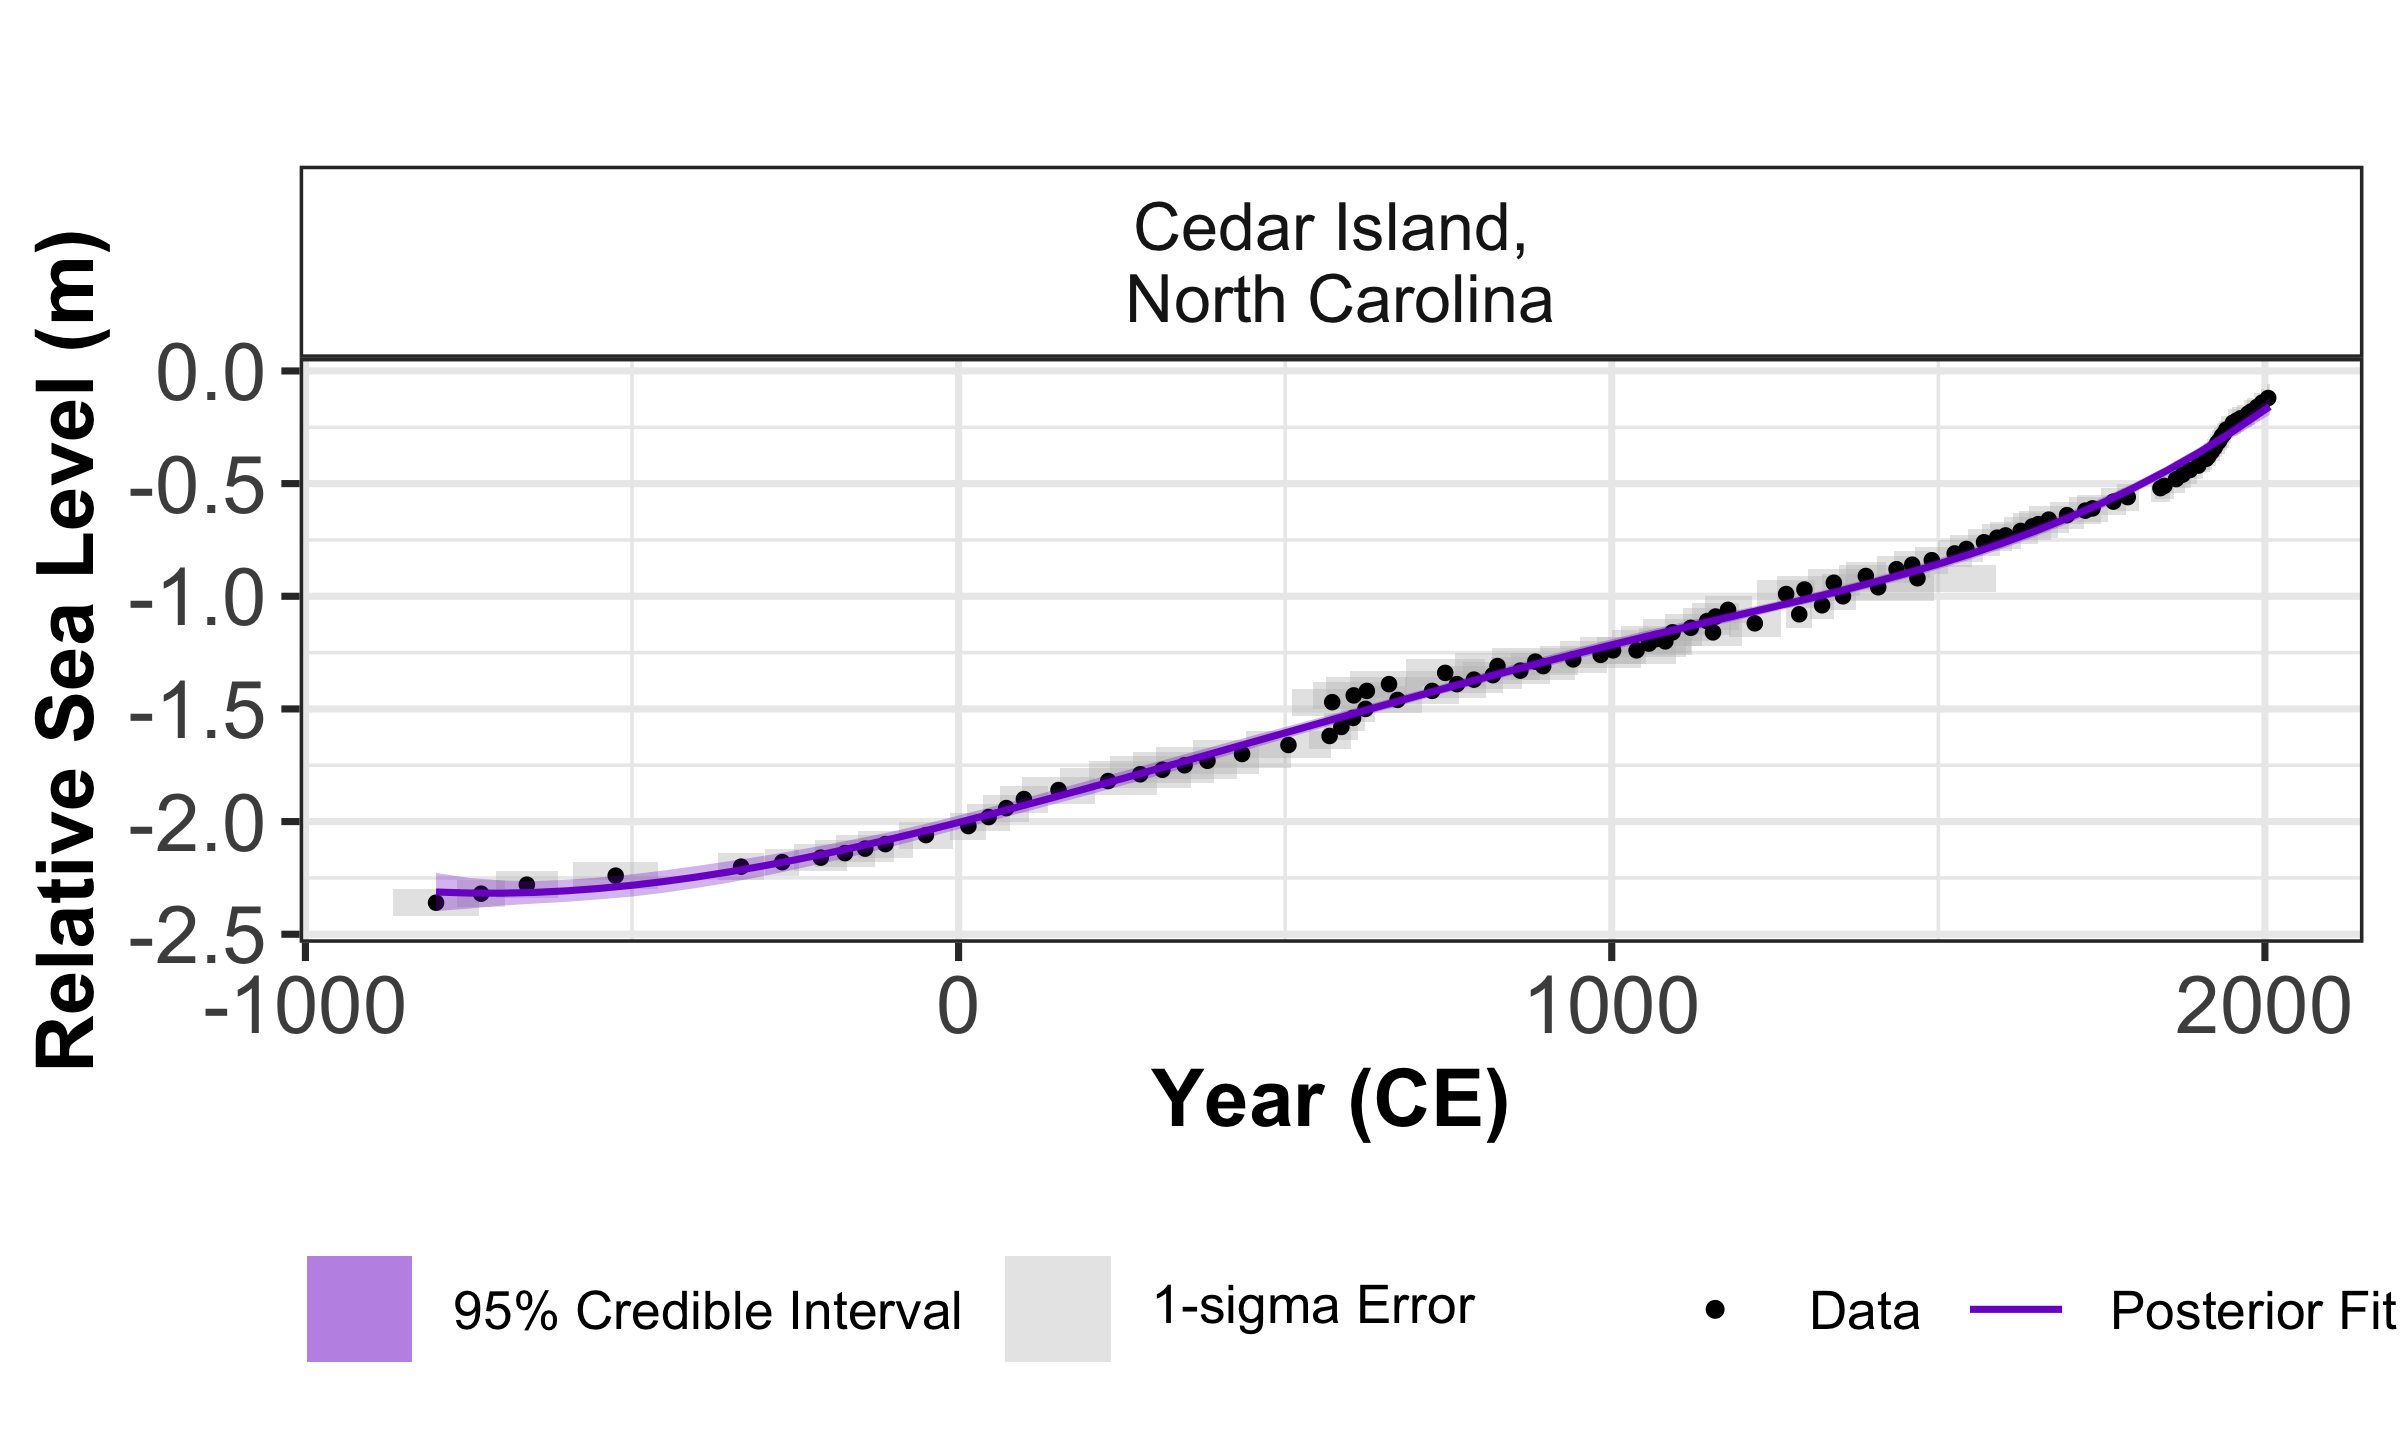 Cedar Island,
North Carolina
Relative Sea Level (m)
0.0
-0.5
-1.0
-1.5
-2.0
-2.5
-1000 0 1000 2000
Year (CE)
95% Credible Interval 1-sigma Error Data Posterior Fit